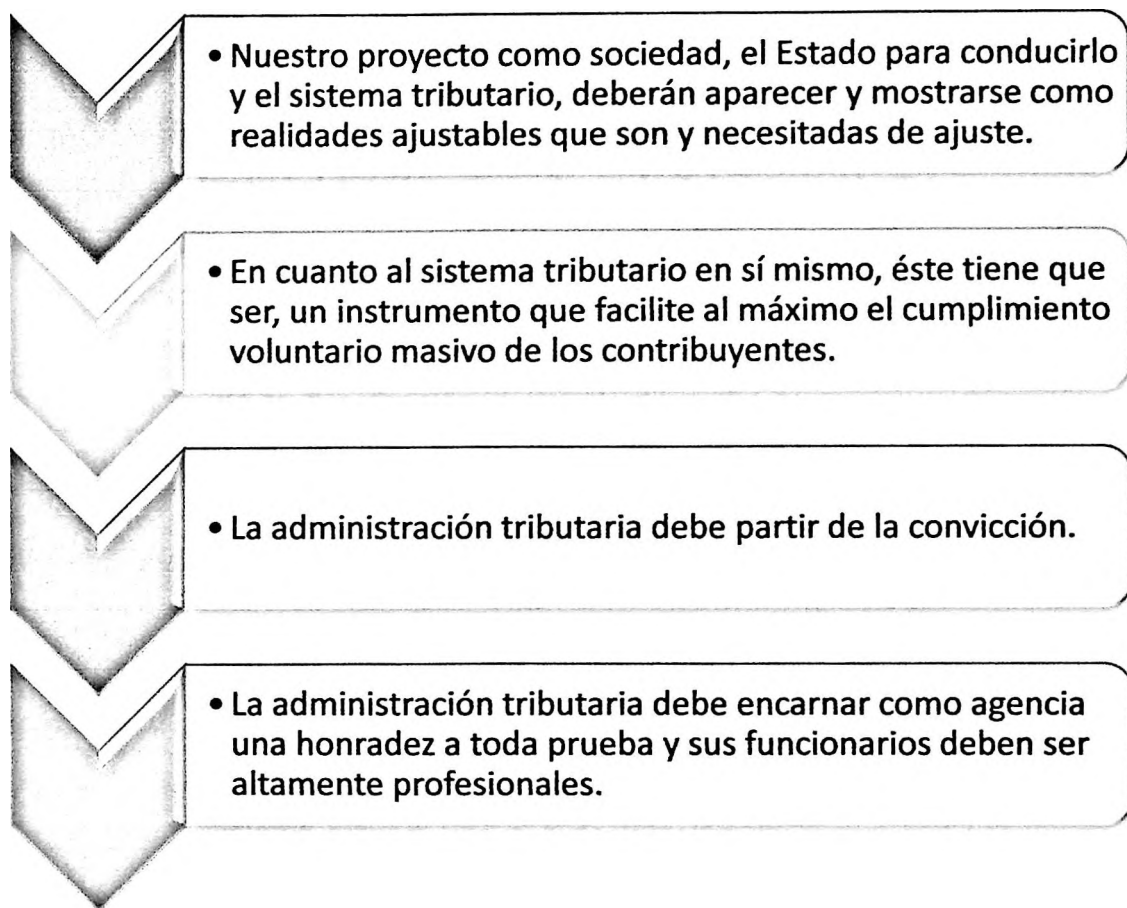 • Nuestro proyecto como sociedad, el Estado para conducirlo
y el sistema tributario, deberán aparecer y mostrarse como
realidades ajustables que son y necesitadas de ajuste.
• En cuanto al sistema tributario en sí mismo, éste tiene que
ser, un instrumento que facilite al máximo el cumplimiento
voluntario masivo de los contribuyentes.
• La administración tributaria debe partir de la convicción.
• La administración tributaria debe encarnar como agencia
una honradez a toda prueba y sus funcionarios deben ser
altamente profesionales.